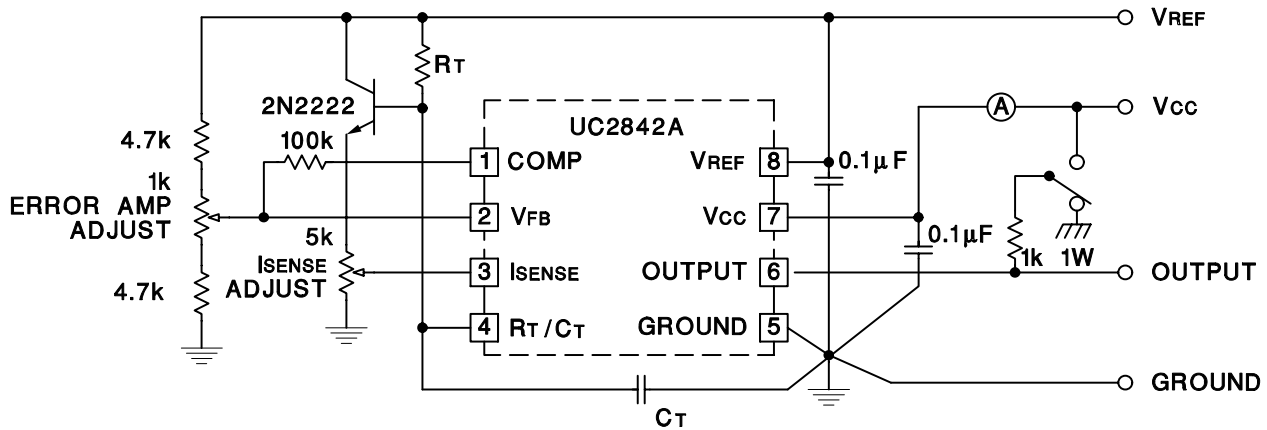 VREF
RT
2N2222
100k
4.7k
1k
ERROR AMP
ADJUST
4.7k
5k
ISENSE
ADJUST
UC2842A
1 COMP
2 VFB
3 ISENSE
4 RT/CT
VREF 8
VCC 7
OUTPUT 6
GROUND 5
0.1μF
0.1μF
A
VCC
1k
1W
OUTPUT
GROUND
CT